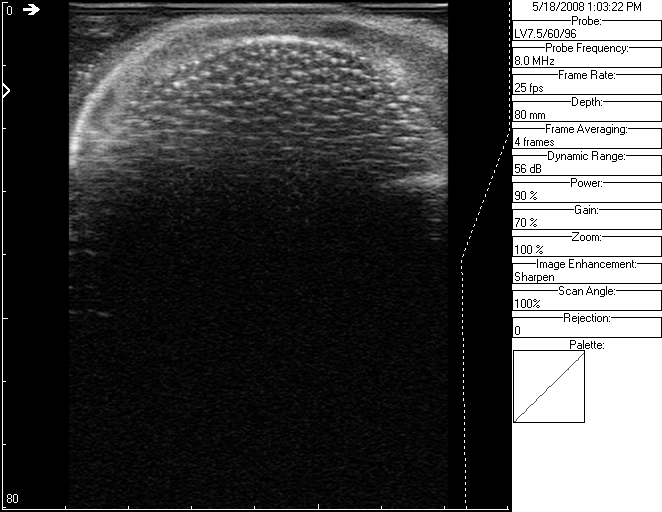 0
80
5/18/2008 1:03:22 PM
Probe:
LV7.5/60/96
Probe Frequency:
8.0 MHz
Frame Rate:
25 fps
Depth:
80 mm
Frame Averaging:
4 frames
Dynamic Range:
56 dB
Power:
90 %
Gain:
70 %
Zoom:
100 %
Image Enhancement:
Sharpen
Scan Angle:
100%
Rejection:
0
Palette: